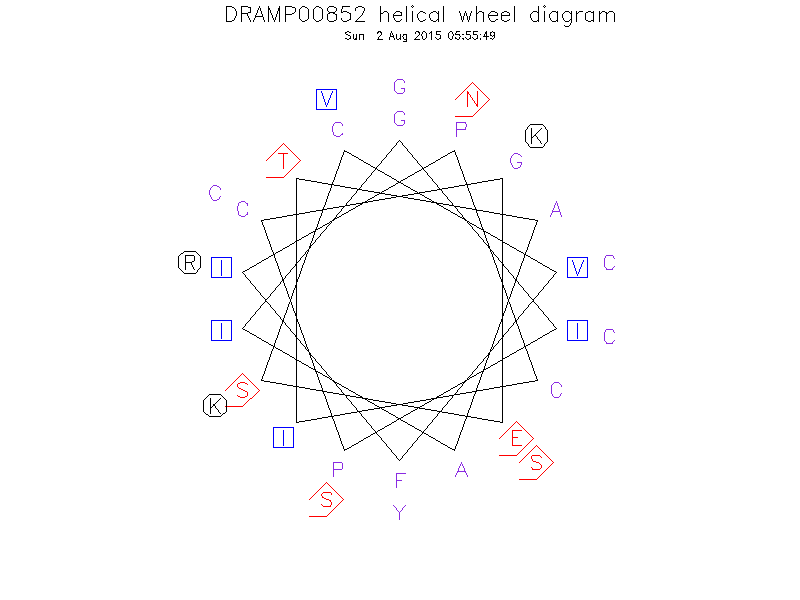 DRAMP00852 helical wheel diagram
Sun 2 Aug 2015 05:55:49
G
V N
G
C P
K
T G
C
C A
R I V C
I I C
S C
K
I E
S
P A
F
S
Y